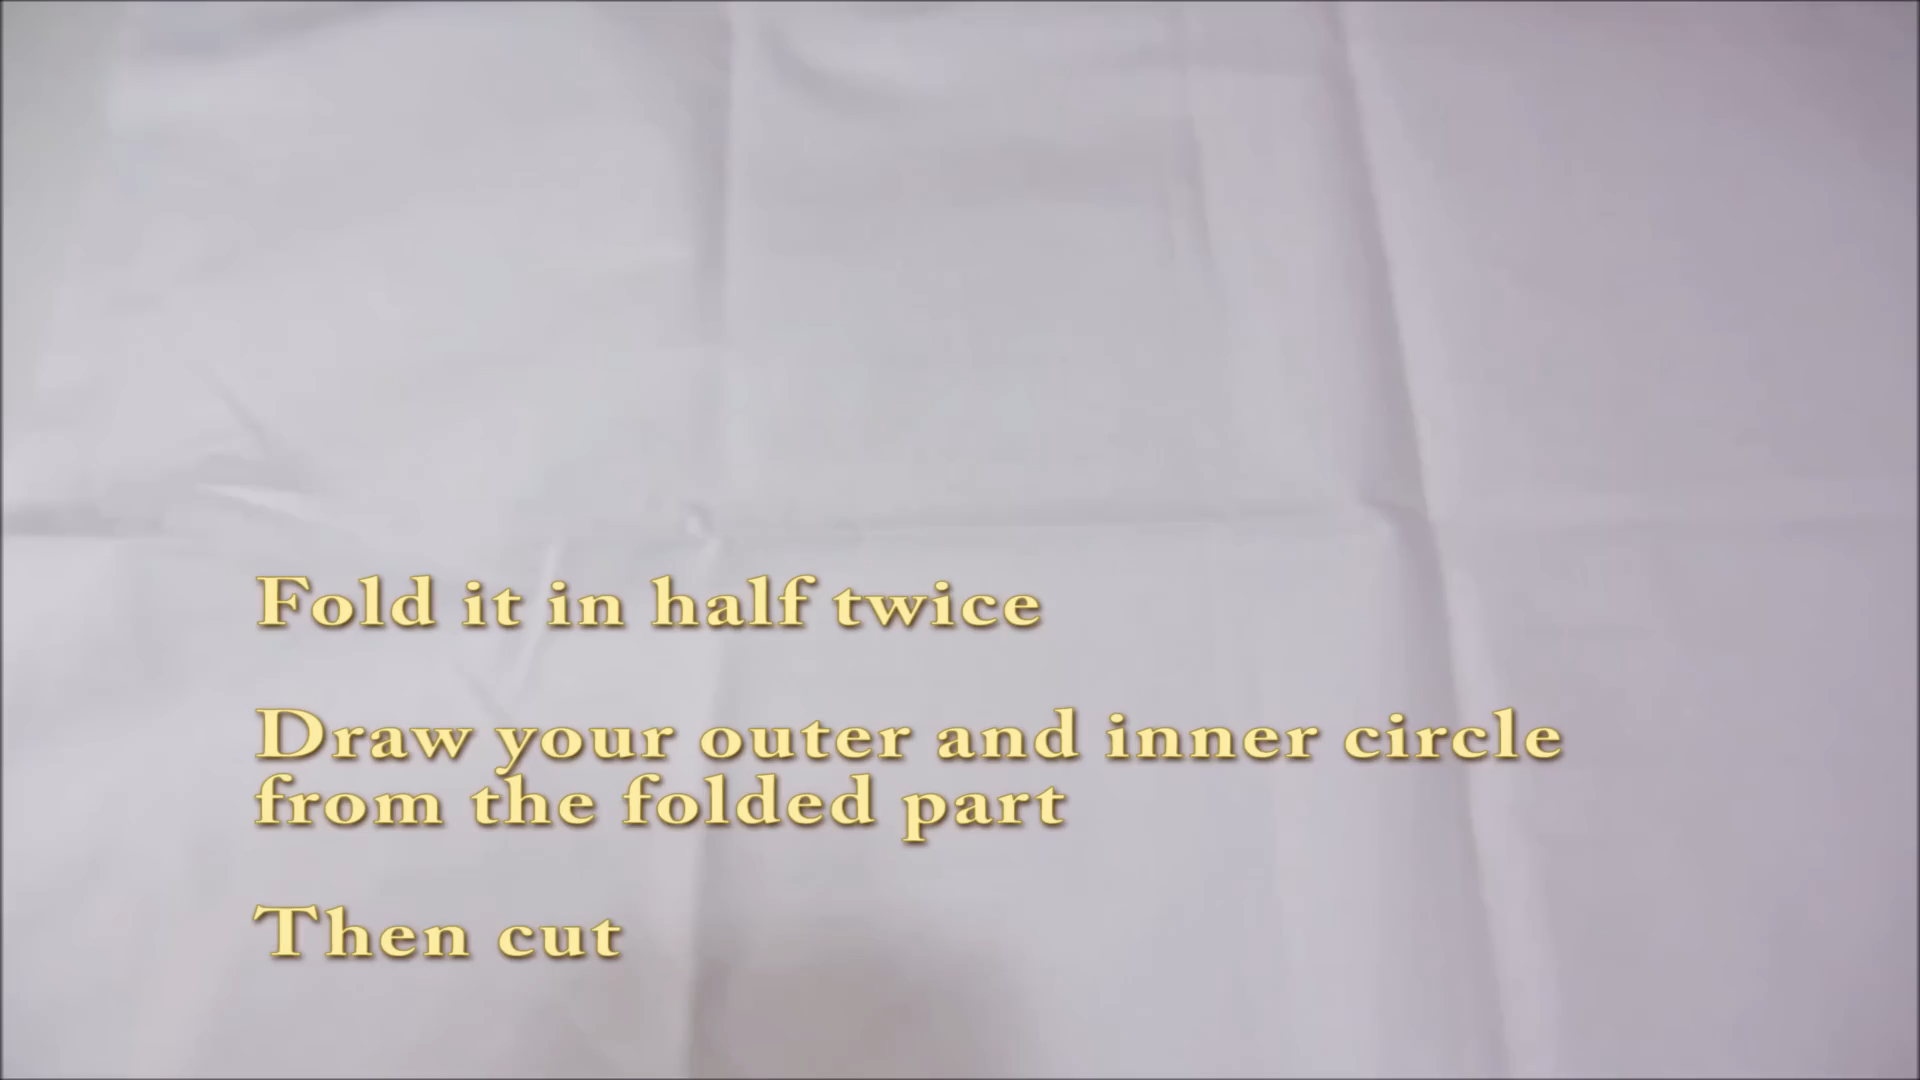 Fold it in half twice
Draw your outer and inner circle
from the folded part
Then cut